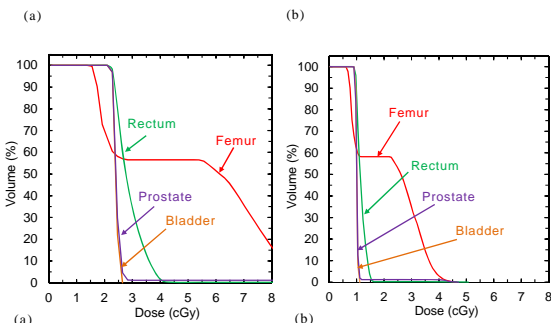 (a)
(b)
100
90
80
70
60
50
40
30
20
10
0
Volume (%)
Rectum
Femur
Prostate
Bladder
0 1 2 3 4 5 6 7 8
Dose (cGy)
100
90
80
70
60
50
40
30
20
10
0
Volume (%)
Femur
Rectum
Prostate
Bladder
0 1 2 3 4 5 6 7 8
Dose (cGy)
(a)
(b)